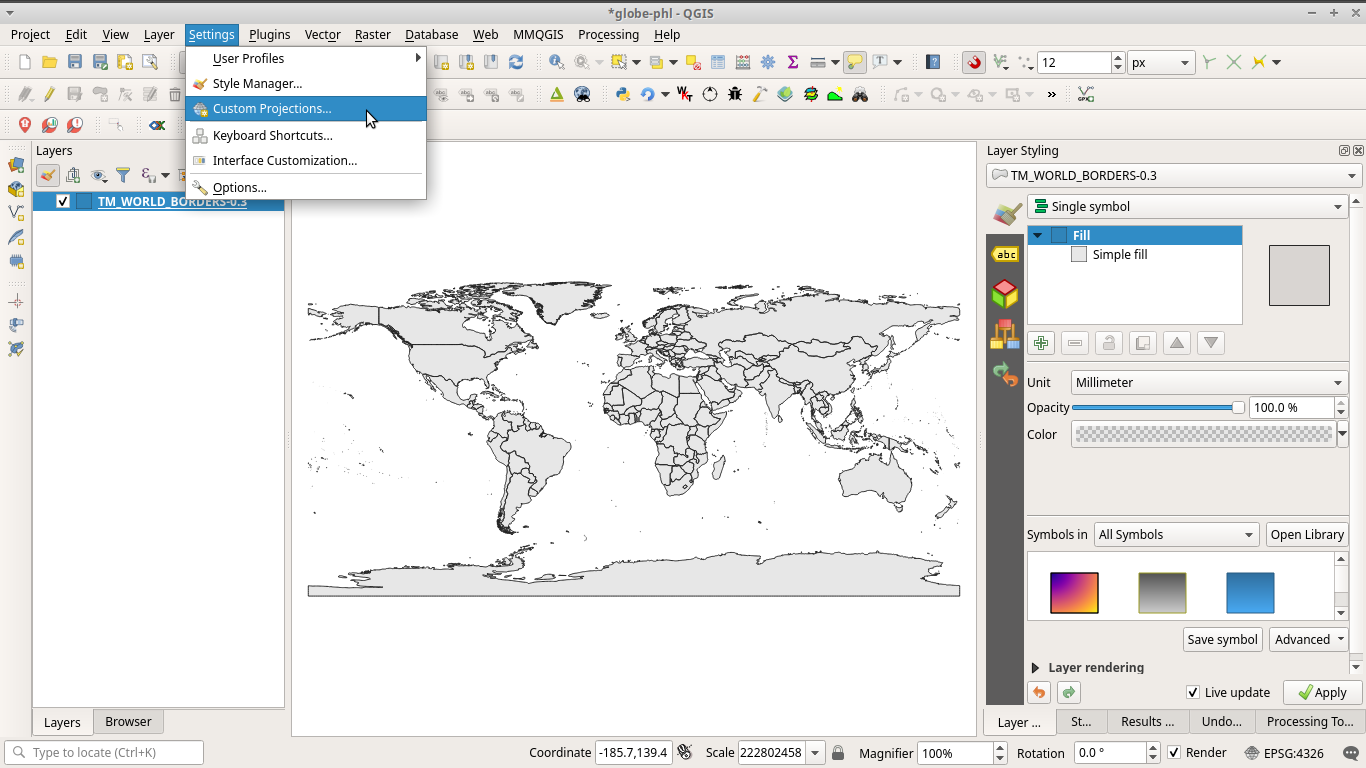 *globe-phl - QGIS
Project Edit View Layer Settings Plugins Vector Raster Database Web MMQGIS Processing Help
User Profiles
Style Manager...
Custom Projections...
Keyboard Shortcuts...
Interface Customization...
Options...
12
px
Layers
TM_WORLD_BORDERS-0.3
Layers
Browser
Layer Styling
TM_WORLD_BORDERS-0.3
Single symbol
abc
Fill
Simple fill
Unit
Millimeter
Opacity
100.0 %
Color
Symbols in
All Symbols
Open Library
Save symbol
Advanced
Layer rendering
Live update
Apply
Layer ...
St...
Results ...
Undo...
Processing To...
Type to locate (Ctrl+K)
Coordinate
-185.7,139.4
Scale
222802458
Magnifier
100%
Rotation
0.0 °
Render
EPSG:4326